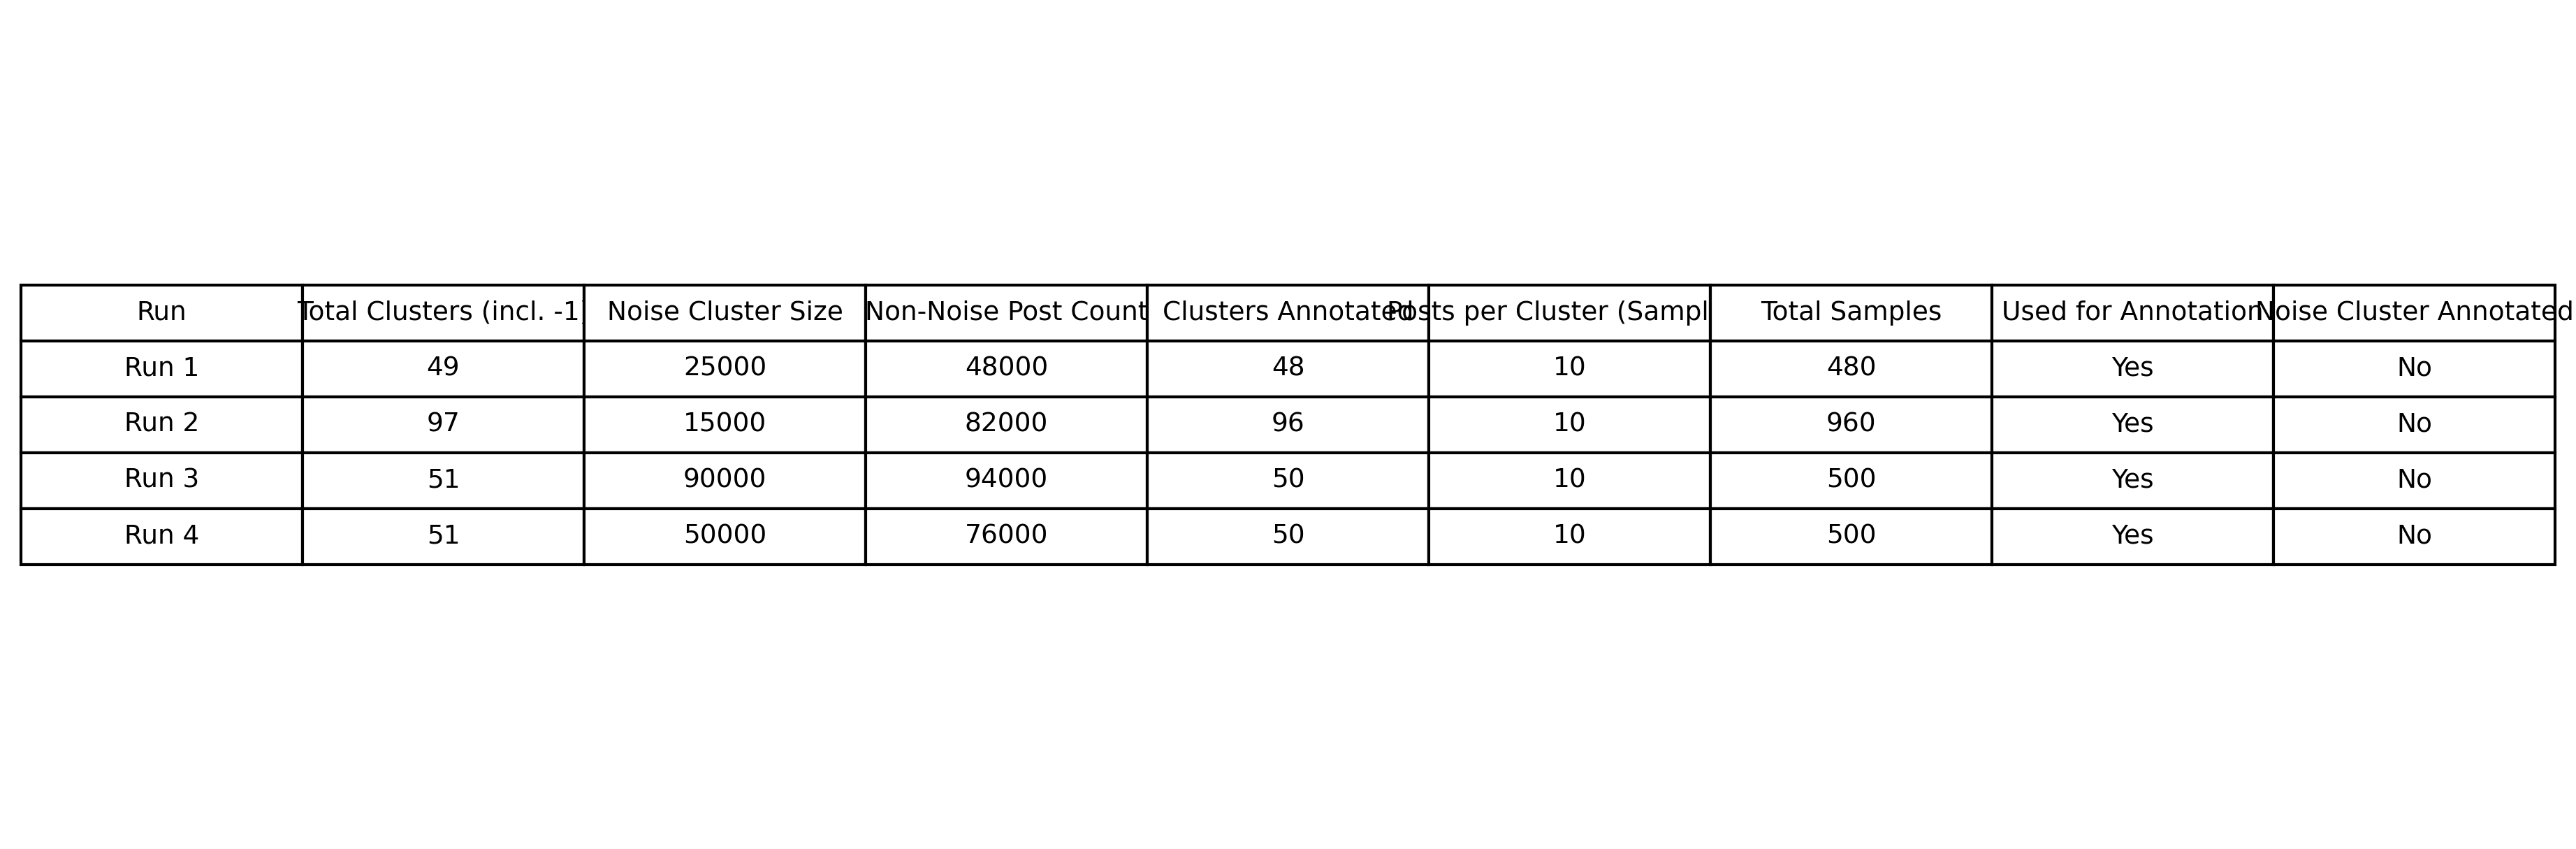 Run Total Clusters (incl. -1) Noise Cluster Size Non-Noise Post Count Clusters Annotated Posts per Cluster (Sampl Total Samples Used for Annotation Noise Cluster Annotated
Run 1 49 25000 48000 48 10 480 Yes No
Run 2 97 15000 82000 96 10 960 Yes No
Run 3 51 90000 94000 50 10 500 Yes No
Run 4 51 50000 76000 50 10 500 Yes No